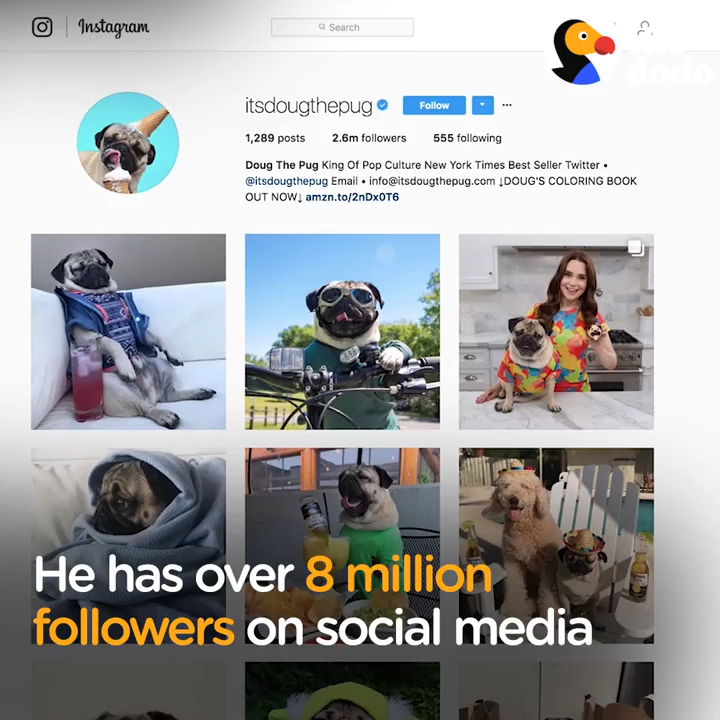 Instagram
Search
the
dodo
itsdougthepug
Follow
...
1,289 posts 2.6m followers 555 following
Doug The Pug King Of Pop Culture New York Times Best Seller Twitter •
@itsdougthepug Email • info@itsdougthepug.com ↓DOUG'S COLORING BOOK
OUT NOW↓ amzn.to/2nDx0T6
He has over 8 million
followers on social media